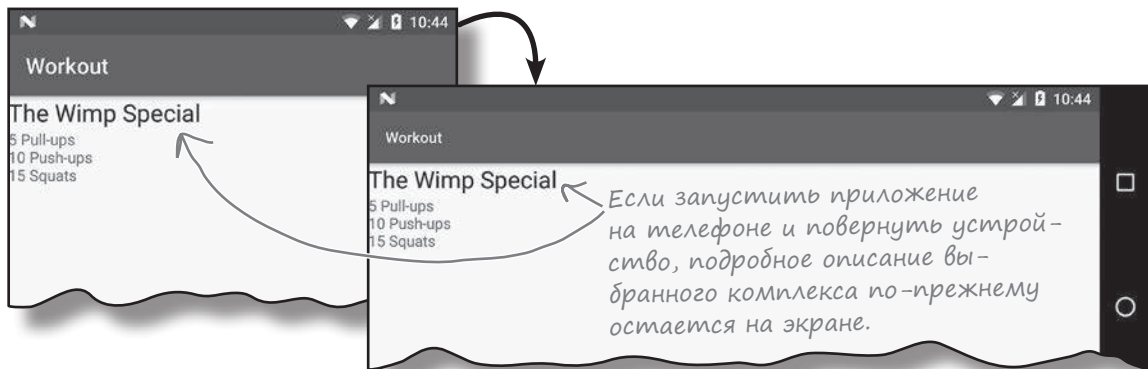 10:44
Workout
The Wimp Special
5 Pull-ups
10 Push-ups
15 Squats
10:44
Workout
The Wimp Special
5 Pull-ups
10 Push-ups
15 Squats
Если запустить приложение
на телефоне и повернуть устрой-
ство, подробное описание вы-
бранного комплекса по-прежнему
остается на экране.